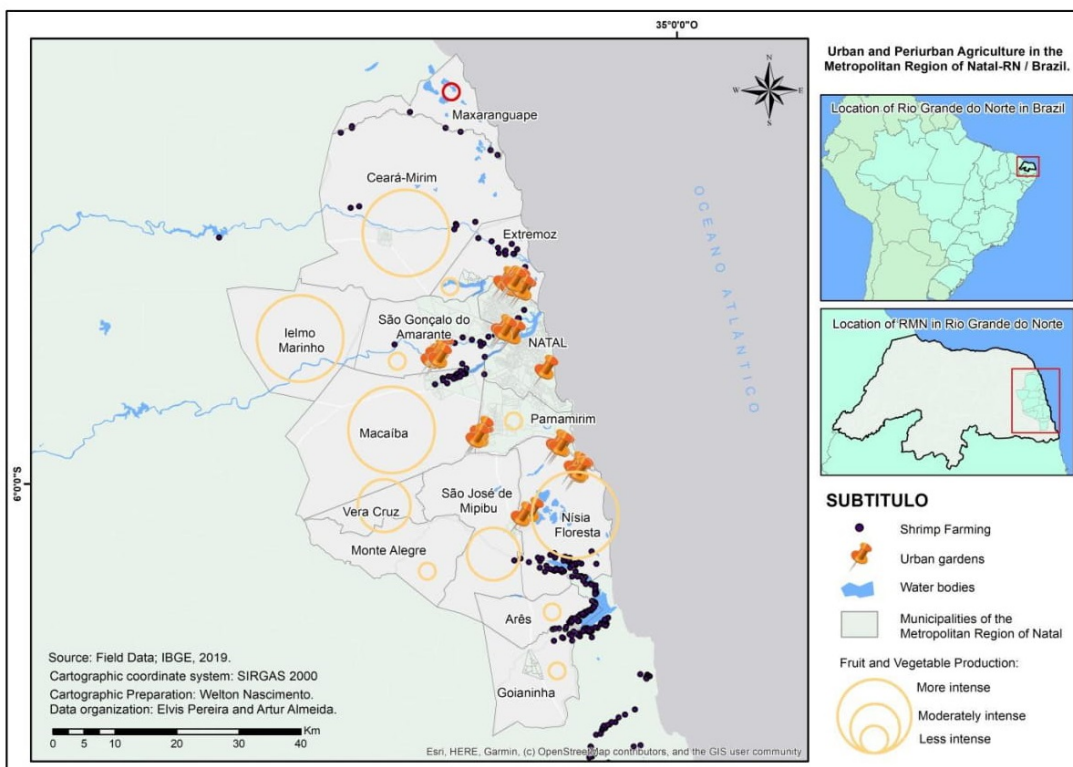 35°0'0"O
6°0'0"S
Urban and Periurban Agriculture in the
Metropolitan Region of Natal-RN / Brazil.
N
W
E
S
Maxaranguape
Ceará-Mirim
Extremoz
Ielmo
Marinho
São Gonçalo do
Amarante
NATAL
Parnamirim
Macaíba
São José de
Mipibu
Vera Cruz
Nísia
Floresta
Monte Alegre
Arês
Goianinha
OCEANO ATLÂNTICO
Source: Field Data; IBGE, 2019.
Cartographic coordinate system: SIRGAS 2000
Cartographic Preparation: Welton Nascimento.
Data organization: Elvis Pereira and Artur Almeida.
Km
0 5 10 20 30 40
Esri, HERE, Garmin, (c) OpenStreetMap contributors, and the GIS user community
Location of Rio Grande do Norte in Brazil
Location of RMN in Rio Grande do Norte
SUBTITULO
Shrimp Farming
Urban gardens
Water bodies
Municipalities of the
Metropolitan Region of Natal
Fruit and Vegetable Production:
More intense
Moderately intense
Less intense